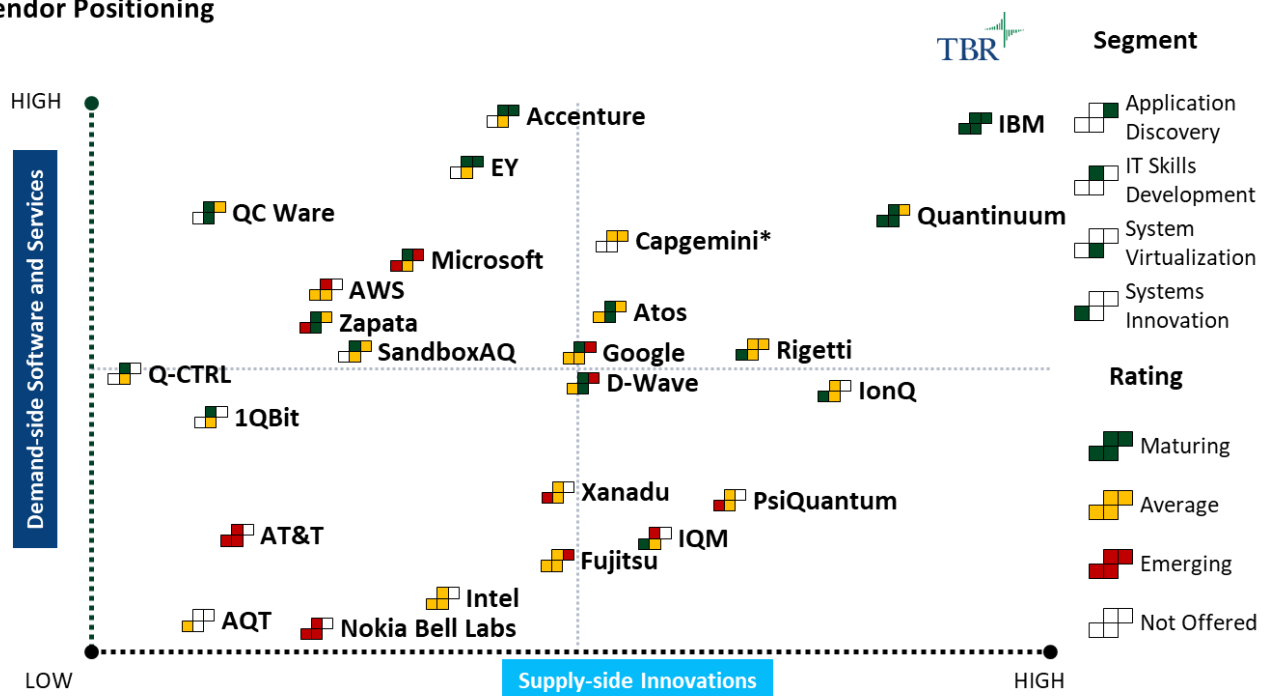 endor Positioning
TBR
Segment
HIGH
Application
Discovery
Accenture
IBM
EY
IT Skills
Development
QC Ware
Quantinuum
Capgemini*
System
Virtualization
Microsoft
AWS
Systems
Innovation
Atos
Zapata
SandboxAQ
Google
Rigetti
Q-CTRL
D-Wave
IonQ
Rating
1QBit
Maturing
Xanadu
PsiQuantum
Average
AT&T
IQM
Fujitsu
Emerging
Intel
AQT
Nokia Bell Labs
Not Offered
Demand-side Software and Services
LOW
Supply-side Innovations
HIGH